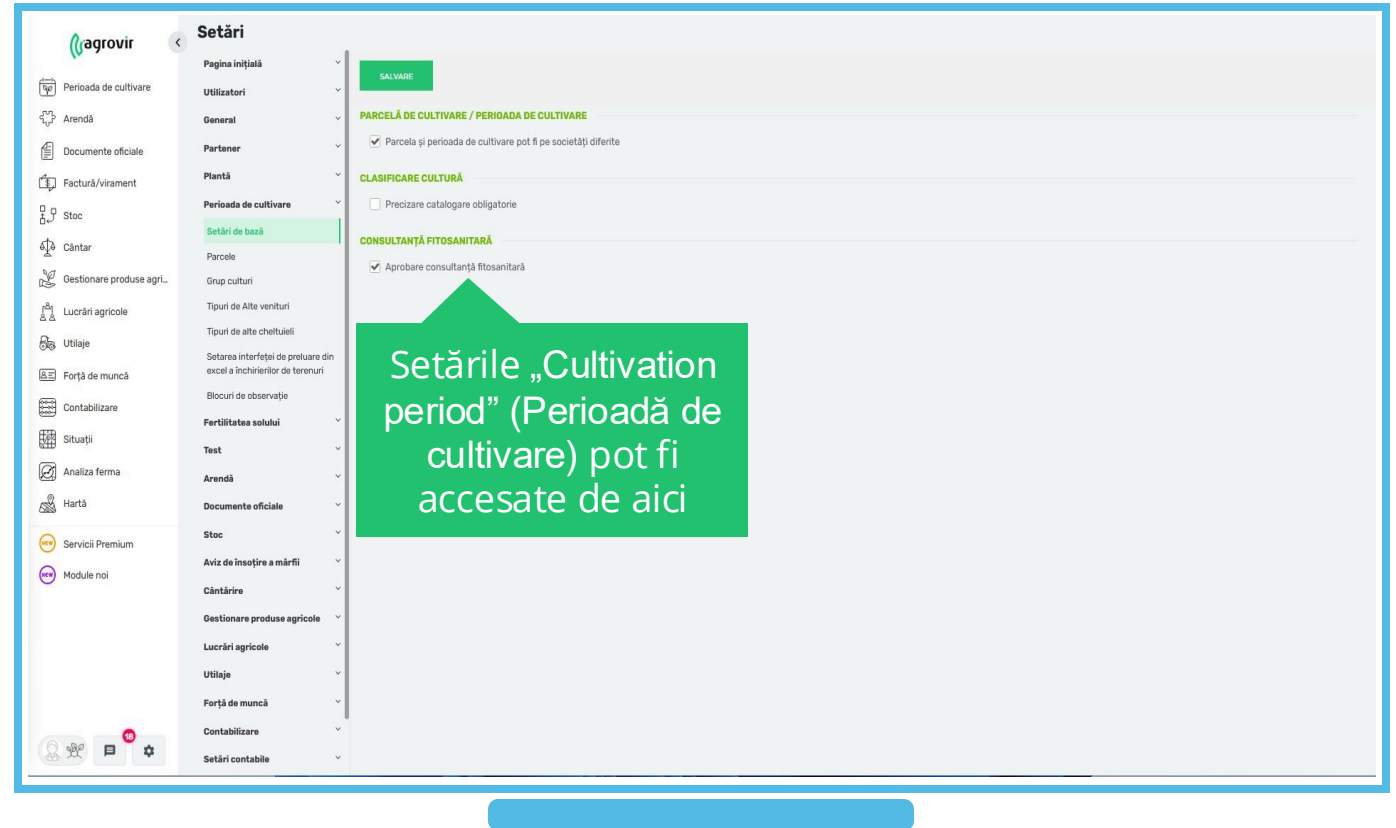 agrovir
Perioada de cultivare
Arendă
Documente oficiale
Factură/virament
Stoc
Cântar
Gestionare produse agri...
Lucrări agricole
Utilaje
Forță de muncă
Contabilizare
Situații
Analiza ferma
Hartă
NEW Servicii Premium
NEW Module noi
16
Setări
Pagina inițială
Utilizatori
General
Partener
Plantă
Perioada de cultivare
Setări de bază
Parcele
Grup culturi
Tipuri de Alte venituri
Tipuri de alte cheltuieli
Setarea interfeței de preluare din
excel a închirierilor de terenuri
Blocuri de observație
Fertilitatea solului
Test
Arendă
Documente oficiale
Stoc
Aviz de însoțire a mărfii
Cântărire
Gestionare produse agricole
Lucrări agricole
Utilaje
Forță de muncă
Contabilizare
Setări contabile
SALVARE
PARCELĂ DE CULTIVARE / PERIOADA DE CULTIVARE
Parcela și perioada de cultivare pot fi pe societăți diferite
CLASIFICARE CULTURĂ
Precizare catalogare obligatorie
CONSULTANȚĂ FITOSANITARĂ
Aprobare consultanță fitosanitară
Setările „Cultivation
period” (Perioadă de
cultivare) pot fi
accesate de aici